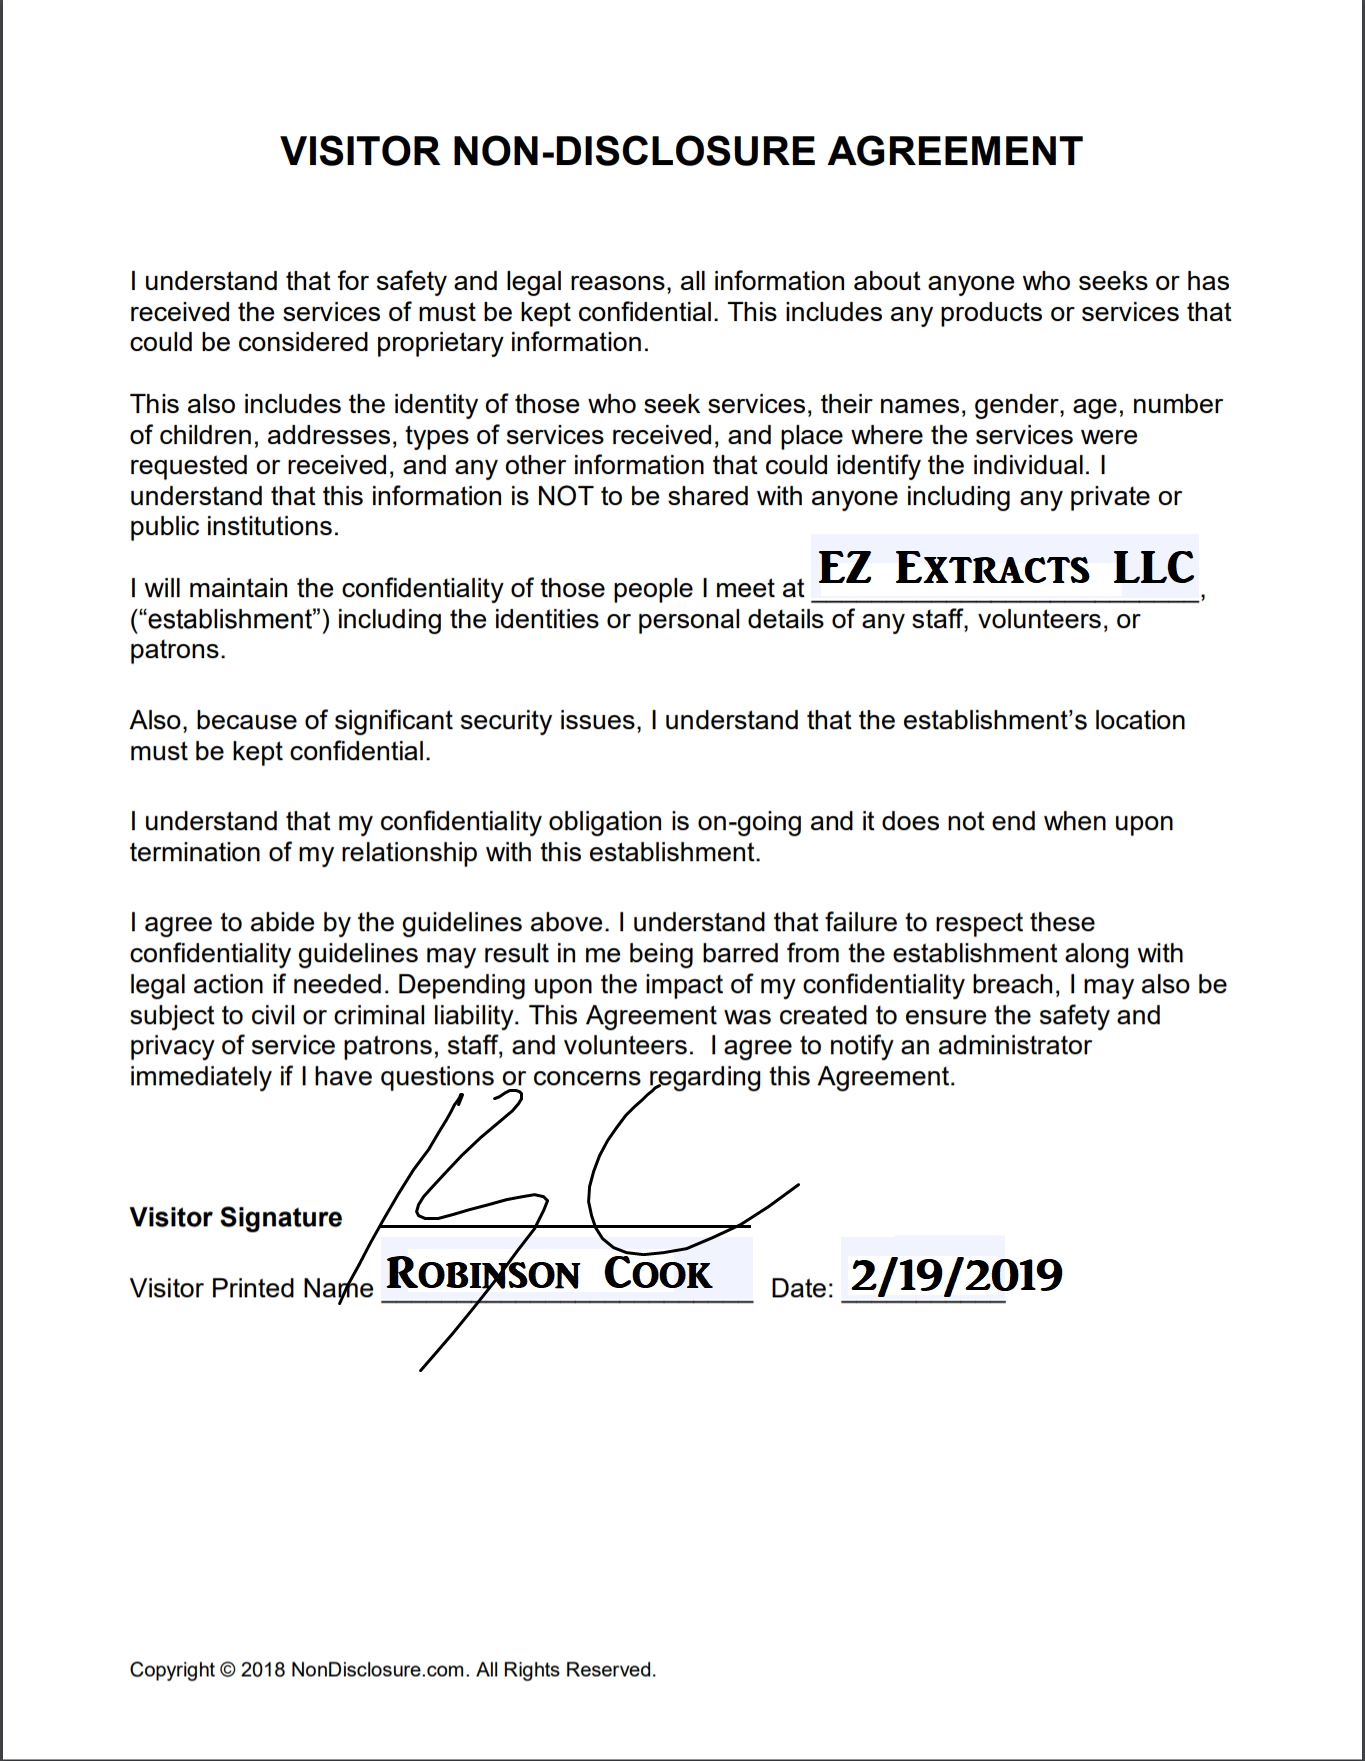 VISITOR NON-DISCLOSURE AGREEMENT
I understand that for safety and legal reasons, all information about anyone who seeks or has
received the services of must be kept confidential. This includes any products or services that
could be considered proprietary information.
This also includes the identity of those who seek services, their names, gender, age, number
of children, addresses, types of services received, and place where the services were
requested or received, and any other information that could identify the individual. I
understand that this information is NOT to be shared with anyone including any private or
public institutions.
I will maintain the confidentiality of those people I meet at EZ Extracts LLC,
(“establishment”) including the identities or personal details of any staff, volunteers, or
patrons.
Also, because of significant security issues, I understand that the establishment’s location
must be kept confidential.
I understand that my confidentiality obligation is on-going and it does not end when upon
termination of my relationship with this establishment.
I agree to abide by the guidelines above. I understand that failure to respect these
confidentiality guidelines may result in me being barred from the establishment along with
legal action if needed. Depending upon the impact of my confidentiality breach, I may also be
subject to civil or criminal liability. This Agreement was created to ensure the safety and
privacy of service patrons, staff, and volunteers.  I agree to notify an administrator
immediately if I have questions or concerns regarding this Agreement.
Visitor Signature RC
Visitor Printed Name Robinson Cook Date: 2/19/2019
Copyright © 2018 NonDisclosure.com. All Rights Reserved.